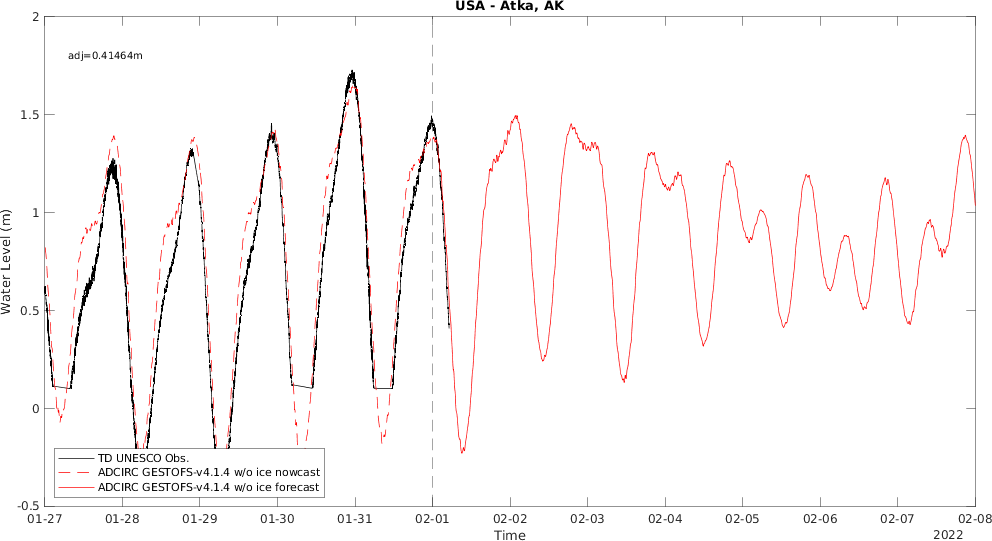 USA - Atka, AK
adj=0.41464m
2
1.5
1
0.5
0
-0.5
Water Level (m)
TD UNESCO Obs.
ADCIRC GESTOFS-v4.1.4 w/o ice nowcast
ADCIRC GESTOFS-v4.1.4 w/o ice forecast
01-27 01-28 01-29 01-30 01-31 02-01 02-02 02-03 02-04 02-05 02-06 02-07 02-08
Time
2022